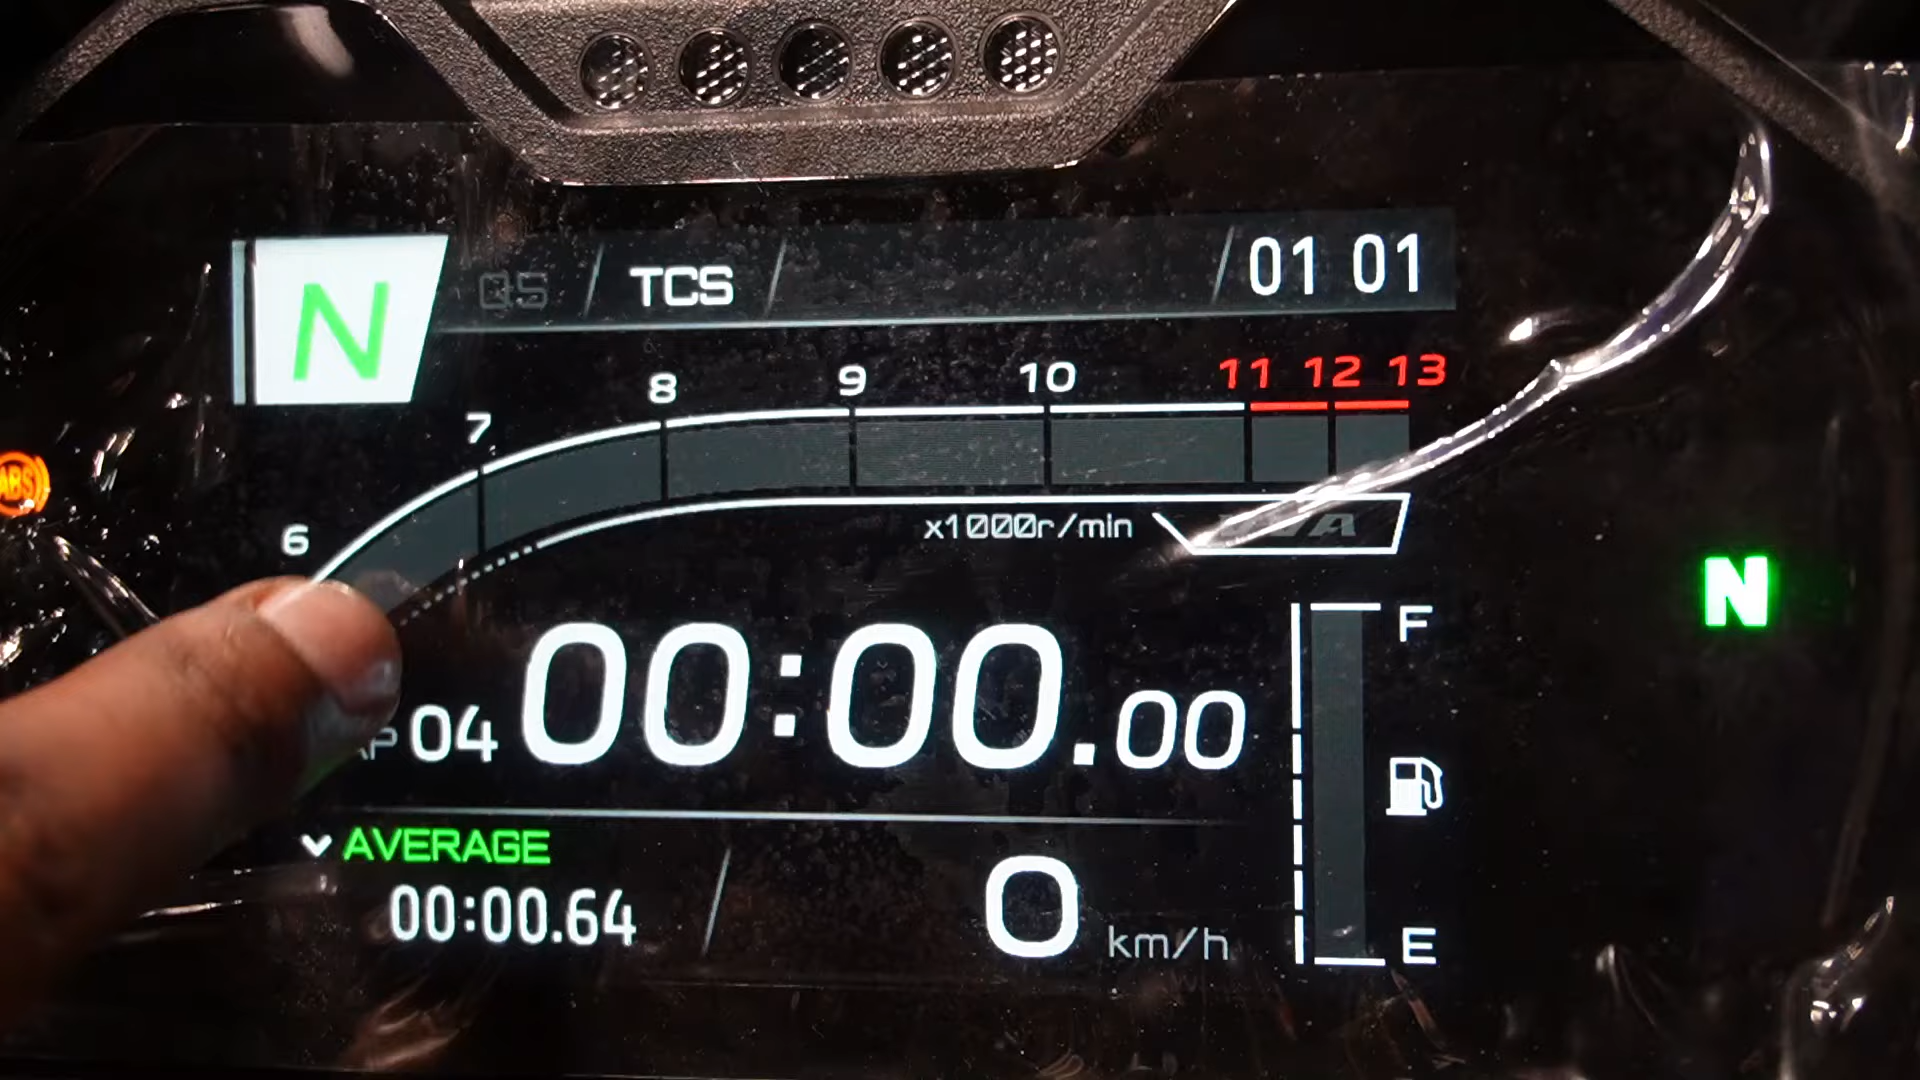 N QS TCS 01 01
6 7 8 9 10 11 12 13
x1000r/min
ABS
N
04 00:00.00
F
AVERAGE
00:00.64
0 km/h
E